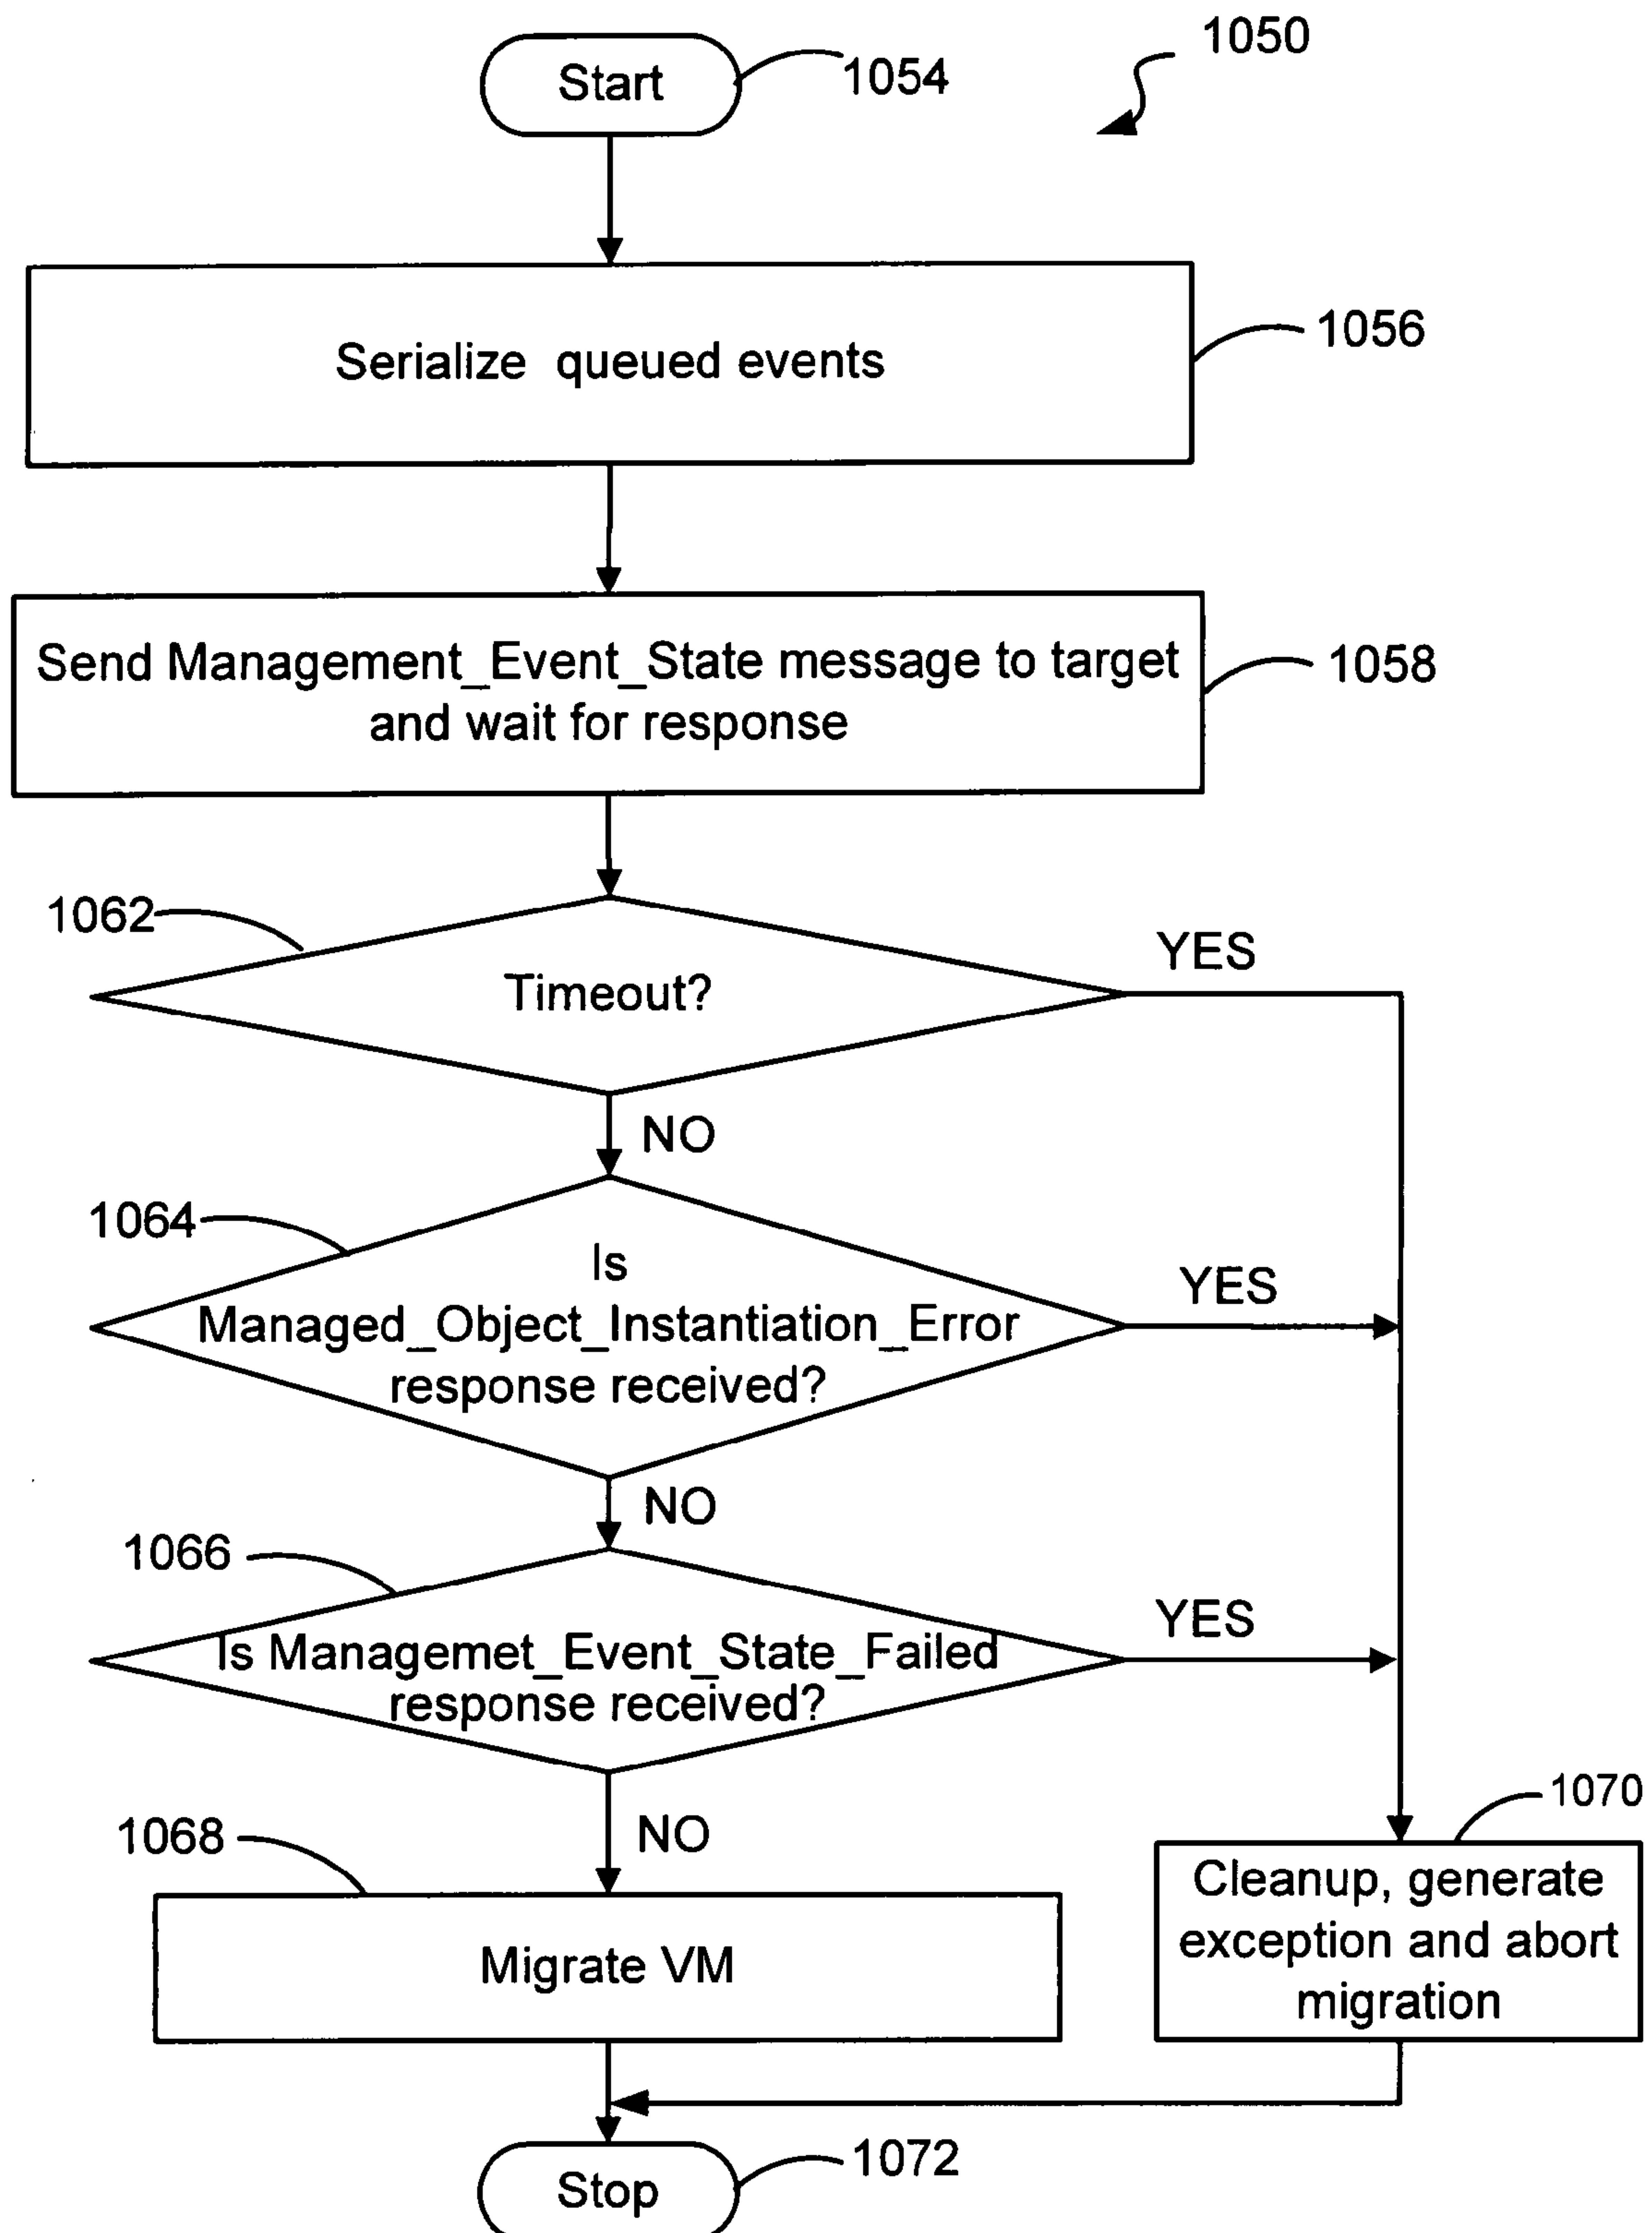 1050
Start
1054
Serialize queued events
1056
Send Management_Event_State message to target
and wait for response
1058
1062
Timeout?
YES
NO
1064
Is
Managed_Object_Instantiation_Error
response received?
YES
NO
1066
Is Managemet_Event_State_Failed
response received?
YES
NO
1068
Migrate VM
1070
Cleanup, generate
exception and abort
migration
Stop
1072